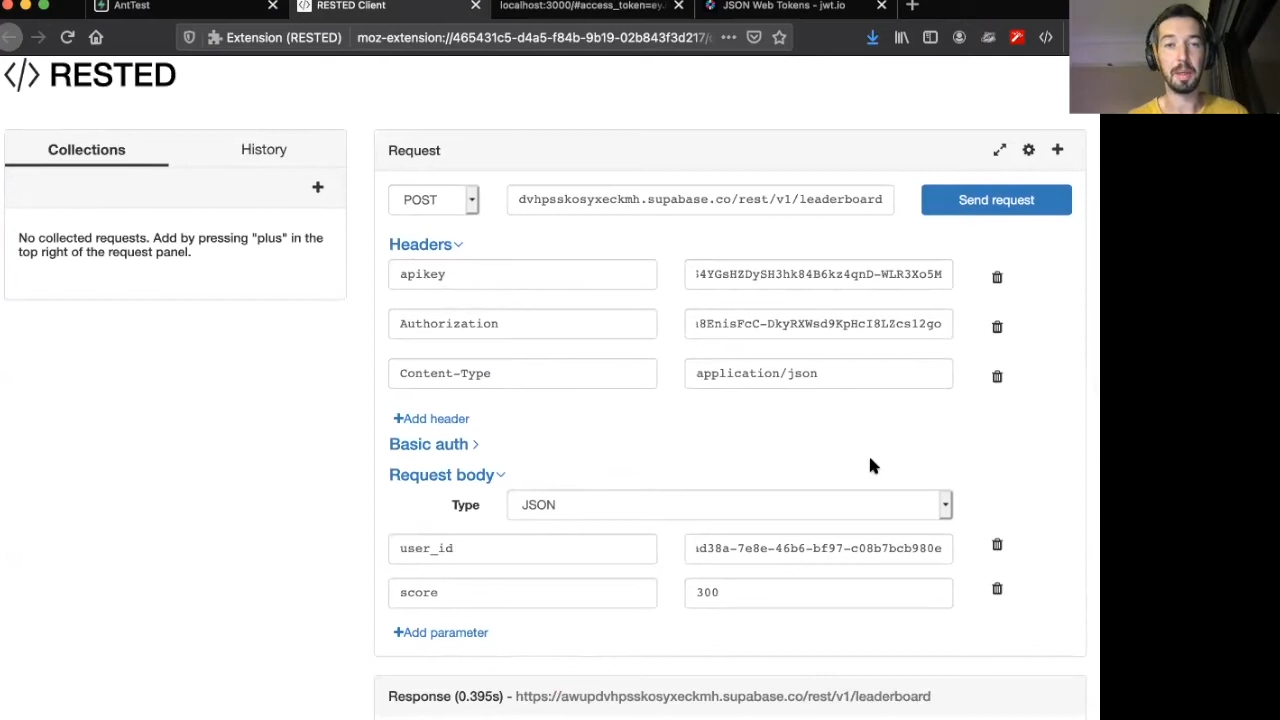 AntTest
</> RESTED Client
localhost:3000/#access_token=ey.
JSON Web Tokens - jwt.io
Extension (RESTED)
moz-extension://465431c5-d4a5-f84b-9b19-02b843f3d217/
</> RESTED
Collections
History
No collected requests. Add by pressing "plus" in the
top right of the request panel.
Request
POST
dvhpsskosyxeckmh.supabase.co/rest/v1/leaderboard
Send request
Headers
apikey
i4YGsHZDySH3hk84B6kz4qnD-WLR3Xo5M
Authorization
i8EnisFcC-DkyRXWsd9KpHcI8LZcs12go
Content-Type
application/json
+Add header
Basic auth >
Request body
Type
JSON
user_id
id38a-7e8e-46b6-bf97-c08b7bcb980e
score
300
+Add parameter
Response (0.395s) - https://awupdvhpsskosyxeckmh.supabase.co/rest/v1/leaderboard